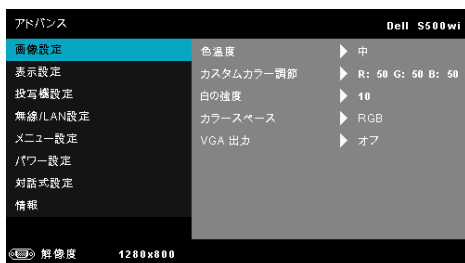 アドバンス Dell S500wi
画像設定 色温度 中
表示設定 カスタムカラー調節 R: 50 G: 50 B: 50
投写機設定 白の強度 10
無線/LAN設定 カラースペース RGB
メニュー設定 VGA 出力 オフ
パワー設定
対話式設定
情報
解像度 1280x800